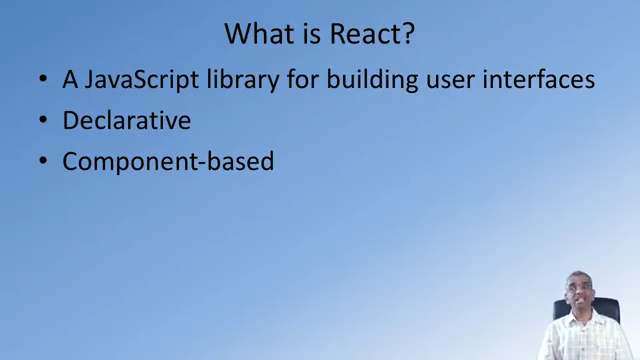 What is React?
• A JavaScript library for building user interfaces
• Declarative
• Component-based